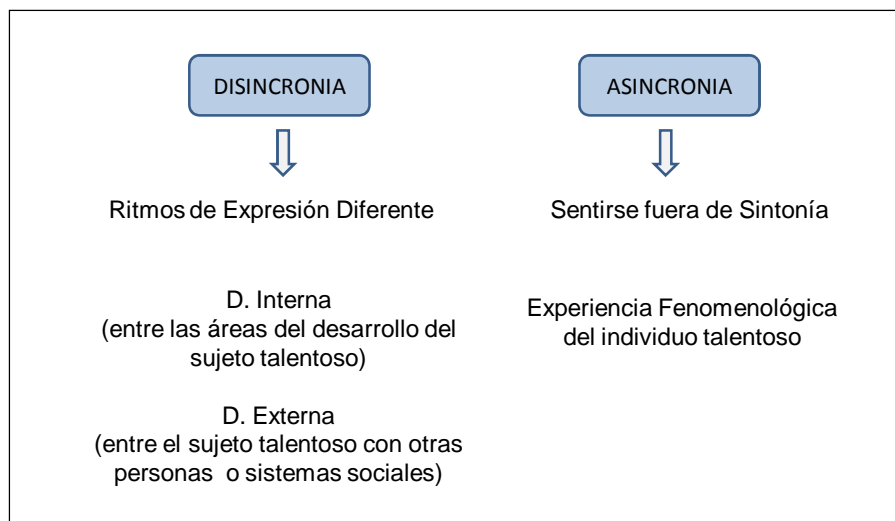 DISINCRONIA
Ritmos de Expresión Diferente
D. Interna
(entre las áreas del desarrollo del
sujeto talentoso)
D. Externa
(entre el sujeto talentoso con otras
personas o sistemas sociales)
ASINCRONIA
Sentirse fuera de Sintonía
Experiencia Fenomenológica
del individuo talentoso